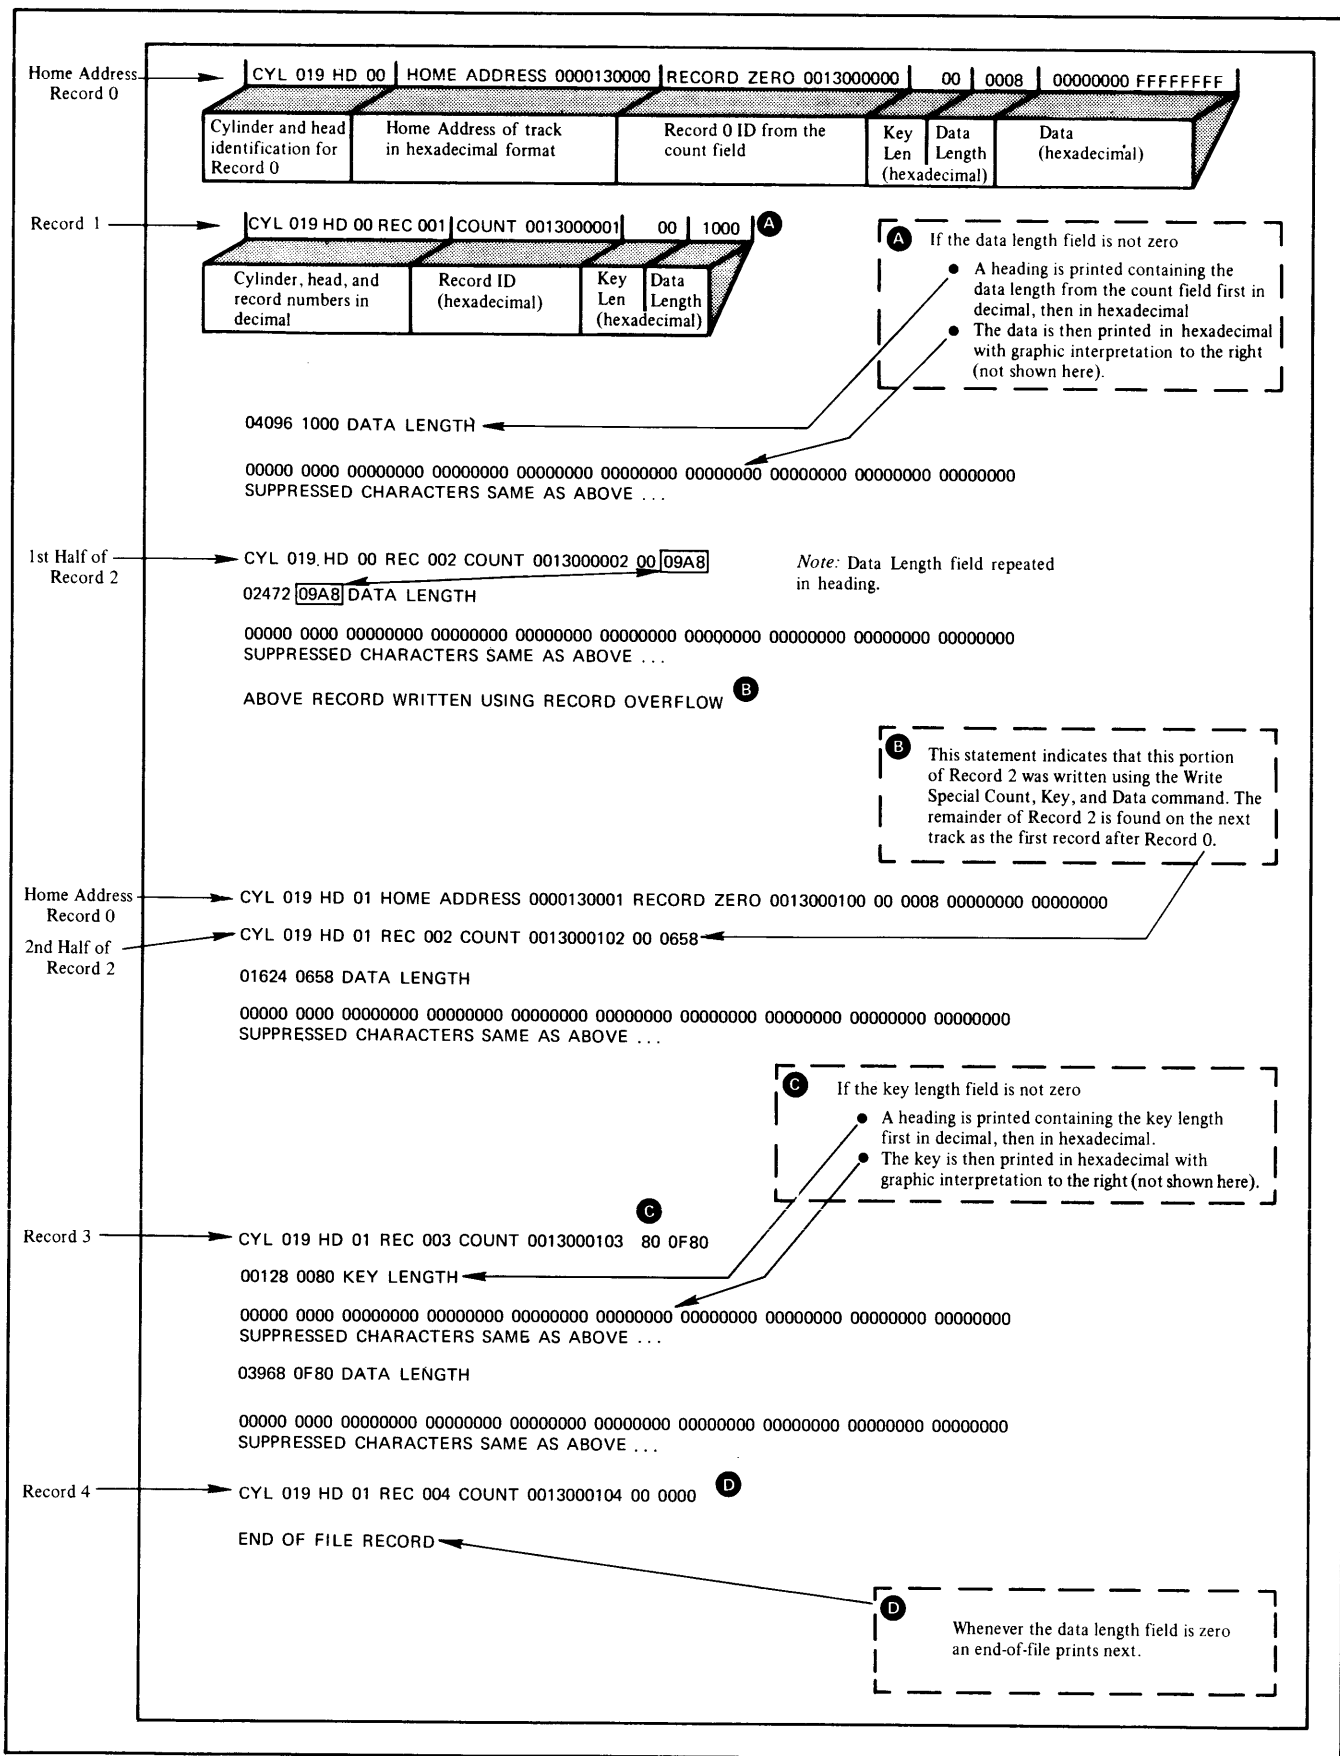 Home Address
Record 0
CYL 019 HD 00 HOME ADDRESS 0000130000 RECORD ZERO 0013000000 00 0008 00000000 FFFFFFFF
Cylinder and head
identification for
Record 0
Home Address of track
in hexadecimal format
Record 0 ID from the
count field
Key
Len
Data
Length
(hexadecimal)
Data
(hexadecimal)
Record 1
CYL 019 HD 00 REC 001 COUNT 0013000001 00 1000 A
Cylinder, head, and
record numbers in
decimal
Record ID
(hexadecimal)
Key
Len
Data
Length
(hexadecimal)
A If the data length field is not zero
● A heading is printed containing the
data length from the count field first in
decimal, then in hexadecimal
● The data is then printed in hexadecimal
with graphic interpretation to the right
(not shown here).
04096 1000 DATA LENGTH
00000 0000 00000000 00000000 00000000 00000000 00000000 00000000 00000000 00000000
SUPPRESSED CHARACTERS SAME AS ABOVE ...
1st Half of
Record 2
CYL 019 HD 00 REC 002 COUNT 0013000002 00 09A8
Note: Data Length field repeated
in heading.
02472 09A8 DATA LENGTH
00000 0000 00000000 00000000 00000000 00000000 00000000 00000000 00000000 00000000
SUPPRESSED CHARACTERS SAME AS ABOVE ...
ABOVE RECORD WRITTEN USING RECORD OVERFLOW B
B This statement indicates that this portion
of Record 2 was written using the Write
Special Count, Key, and Data command. The
remainder of Record 2 is found on the next
track as the first record after Record 0.
Home Address
Record 0
CYL 019 HD 01 HOME ADDRESS 0000130001 RECORD ZERO 0013000100 00 0008 00000000 00000000
2nd Half of
Record 2
CYL 019 HD 01 REC 002 COUNT 0013000102 00 0658
01624 0658 DATA LENGTH
00000 0000 00000000 00000000 00000000 00000000 00000000 00000000 00000000 00000000
SUPPRESSED CHARACTERS SAME AS ABOVE ...
C If the key length field is not zero
● A heading is printed containing the key length
first in decimal, then in hexadecimal.
● The key is then printed in hexadecimal with
graphic interpretation to the right (not shown here).
C
Record 3
CYL 019 HD 01 REC 003 COUNT 0013000103 80 0F80
00128 0080 KEY LENGTH
00000 0000 00000000 00000000 00000000 00000000 00000000 00000000 00000000 00000000
SUPPRESSED CHARACTERS SAME AS ABOVE ...
03968 0F80 DATA LENGTH
00000 0000 00000000 00000000 00000000 00000000 00000000 00000000 00000000 00000000
SUPPRESSED CHARACTERS SAME AS ABOVE ...
Record 4
CYL 019 HD 01 REC 004 COUNT 0013000104 00 0000 D
END OF FILE RECORD
D Whenever the data length field is zero
an end-of-file prints next.